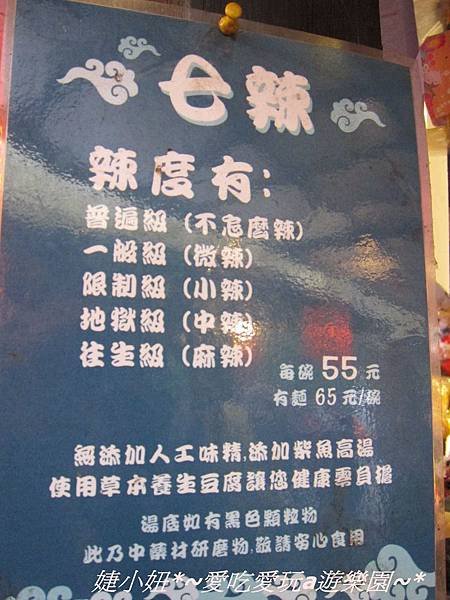 七辣
辣度有:
普遍級 (不怎麼辣)
一般級 (微辣)
限制級 (小辣)
地獄級 (中辣)
往生級 (麻辣)
每碗 55 元
有麵 65 元/碗
無添加人工味精.添加柴魚高湯
使用草本養生豆腐讓您健康零負擔
湯底如有黑色顆粒物
此乃中藥材研磨物.敬請安心食用
婕小妞*~愛吃愛玩a遊樂園~*